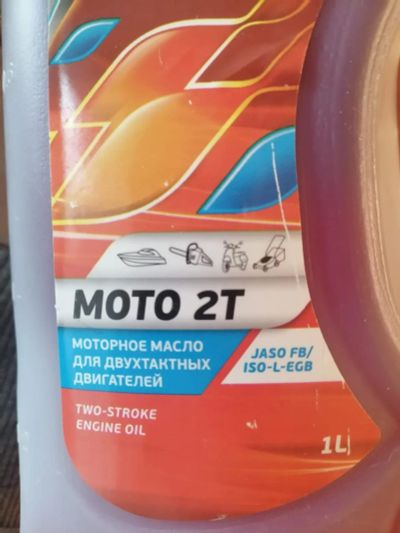 MOTO 2T
МОТОРНОЕ МАСЛО
ДЛЯ ДВУХТАКТНЫХ
ДВИГАТЕЛЕЙ
JASO FB/
ISO-L-EGB
TWO-STROKE
ENGINE OIL
1L